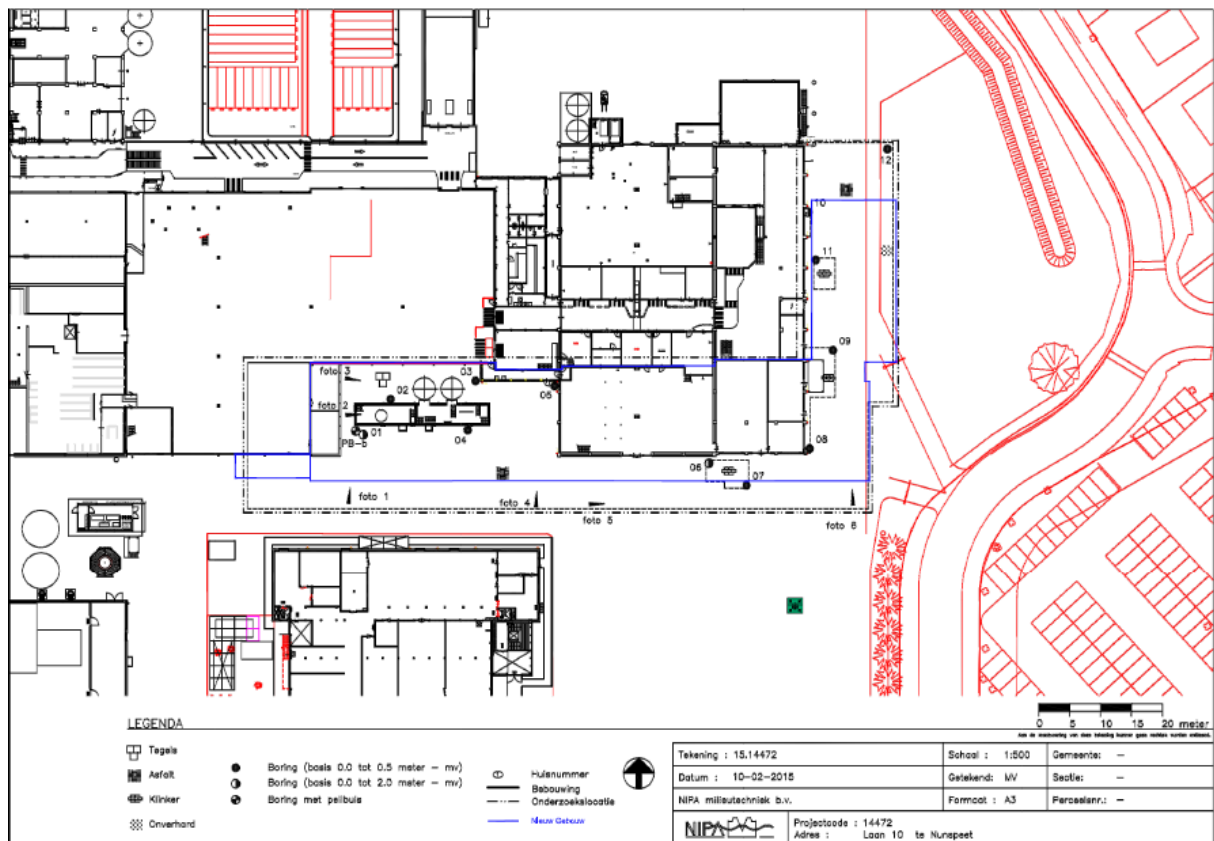 12
10
11
09
foto 3
03
02
05
foto 2
01
04
PB-b
08
06
07
foto 1
foto 4
foto 5
foto 6
LEGENDA
Tegels
Asfalt
Klinker
Onverhard
Boring (basis 0.0 tot 0.5 meter - mv)
Boring (basis 0.0 tot 2.0 meter - mv)
Boring met peilbuis
Huisnummer
Bebouwing
Onderzoekslocatie
Nieuw Gebouw
0 5 10 15 20 meter
Tekening : 15.14472
Schaal : 1:500
Gemeente: -
Datum : 10-02-2015
Getekend: MV
Sectie: -
NIPA milieutechniek b.v.
Formaat : A3
Perceelsnr.: -
NIPA
Projectcode : 14472
Adres : Laan 10 te Nunspeet